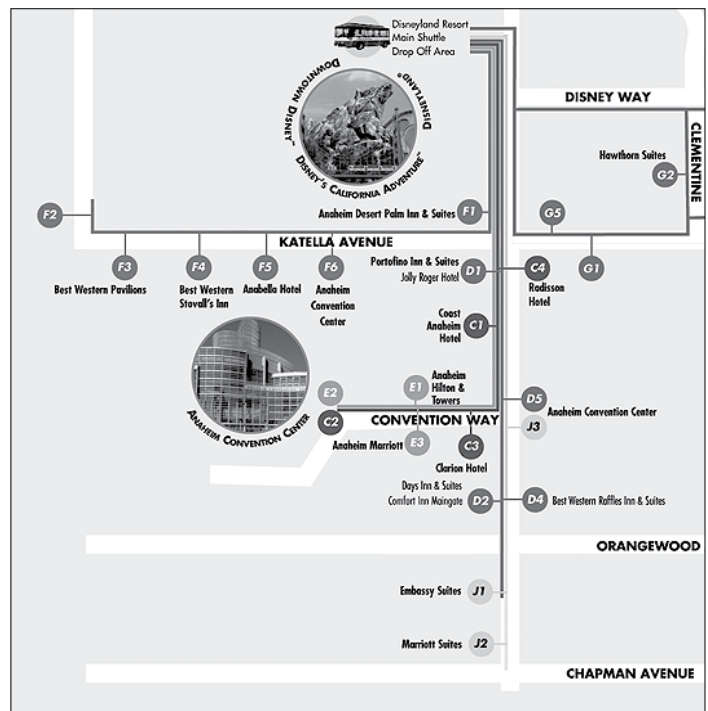 Disneyland Resort
Main Shuttle
Drop Off Area
DOWNTOWN DISNEY™
DISNEYLAND®
DISNEY'S CALIFORNIA ADVENTURE™
DISNEY WAY
CLEMENTINE
Hawthorn Suites
G2
F2
Anaheim Desert Palm Inn & Suites
F1
G5
KATELLA AVENUE
F3
F4
F5
F6
Portofino Inn & Suites
Jolly Roger Hotel
D1
C4
G1
Best Western Pavilions
Best Western
Stovall's Inn
Anabella Hotel
Anaheim
Convention
Center
Radisson
Hotel
Coast
Anaheim
Hotel
C1
ANAHEIM CONVENTION CENTER
E2
C2
E1
Anaheim
Hilton &
Towers
D5
Anaheim Convention Center
J3
CONVENTION WAY
Anaheim Marriott
E3
C3
Clarion Hotel
Days Inn & Suites
Comfort Inn Maingate
D2
D4
Best Western Raffles Inn & Suites
ORANGEWOOD
Embassy Suites
J1
Marriott Suites
J2
CHAPMAN AVENUE